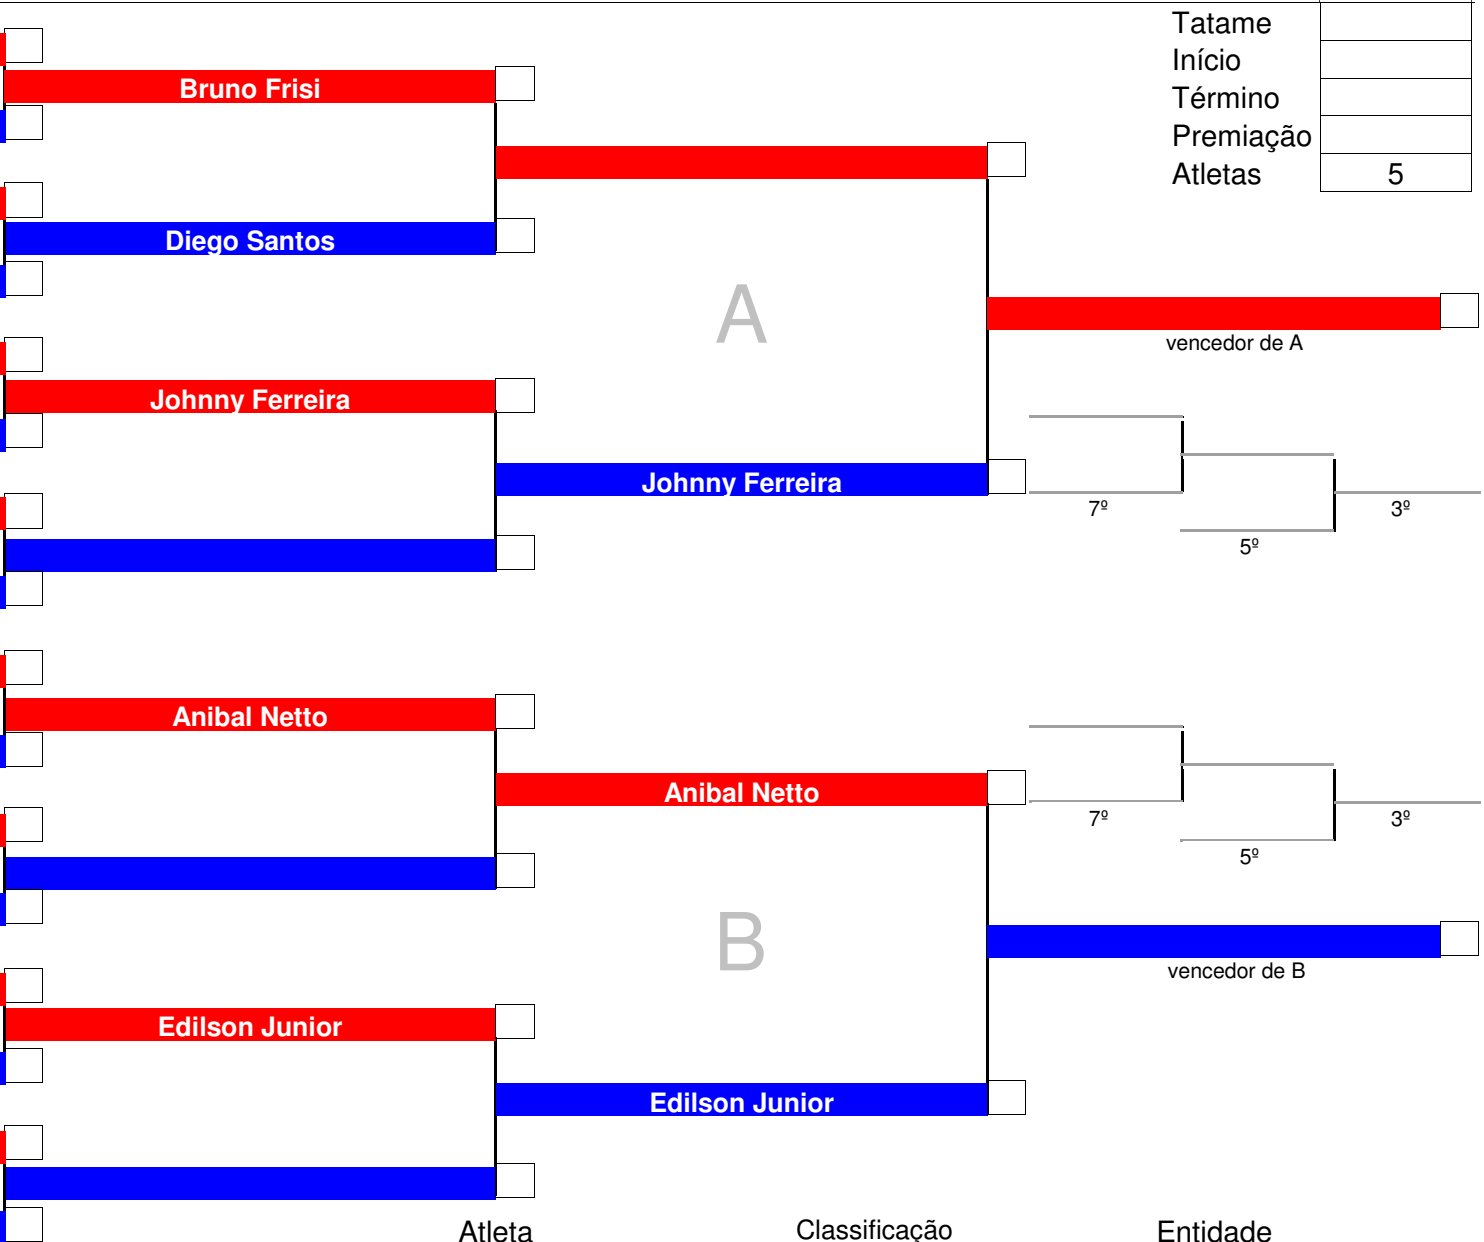 Tatame
Início
Bruno Frisi
Término
Premiação
Atletas 5
Diego Santos
A
vencedor de A
Johnny Ferreira
Johnny Ferreira
7º 3º
5º
Anibal Netto
Anibal Netto
7º 3º
5º
B
vencedor de B
Edilson Junior
Edilson Junior
Atleta Classificação Entidade